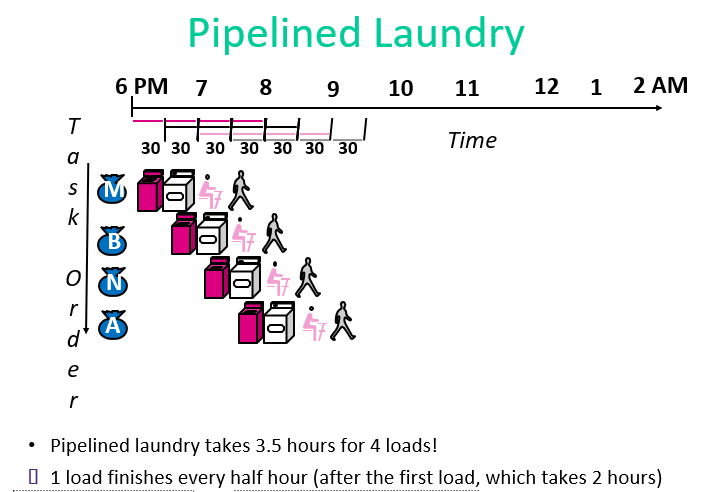 Pipelined Laundry
6 PM 7 8 9 10 11 12 1 2 AM
Time
30 30 30 30 30 30 30
Task Order
M
B
N
A
• Pipelined laundry takes 3.5 hours for 4 loads!
▯ 1 load finishes every half hour (after the first load, which takes 2 hours)